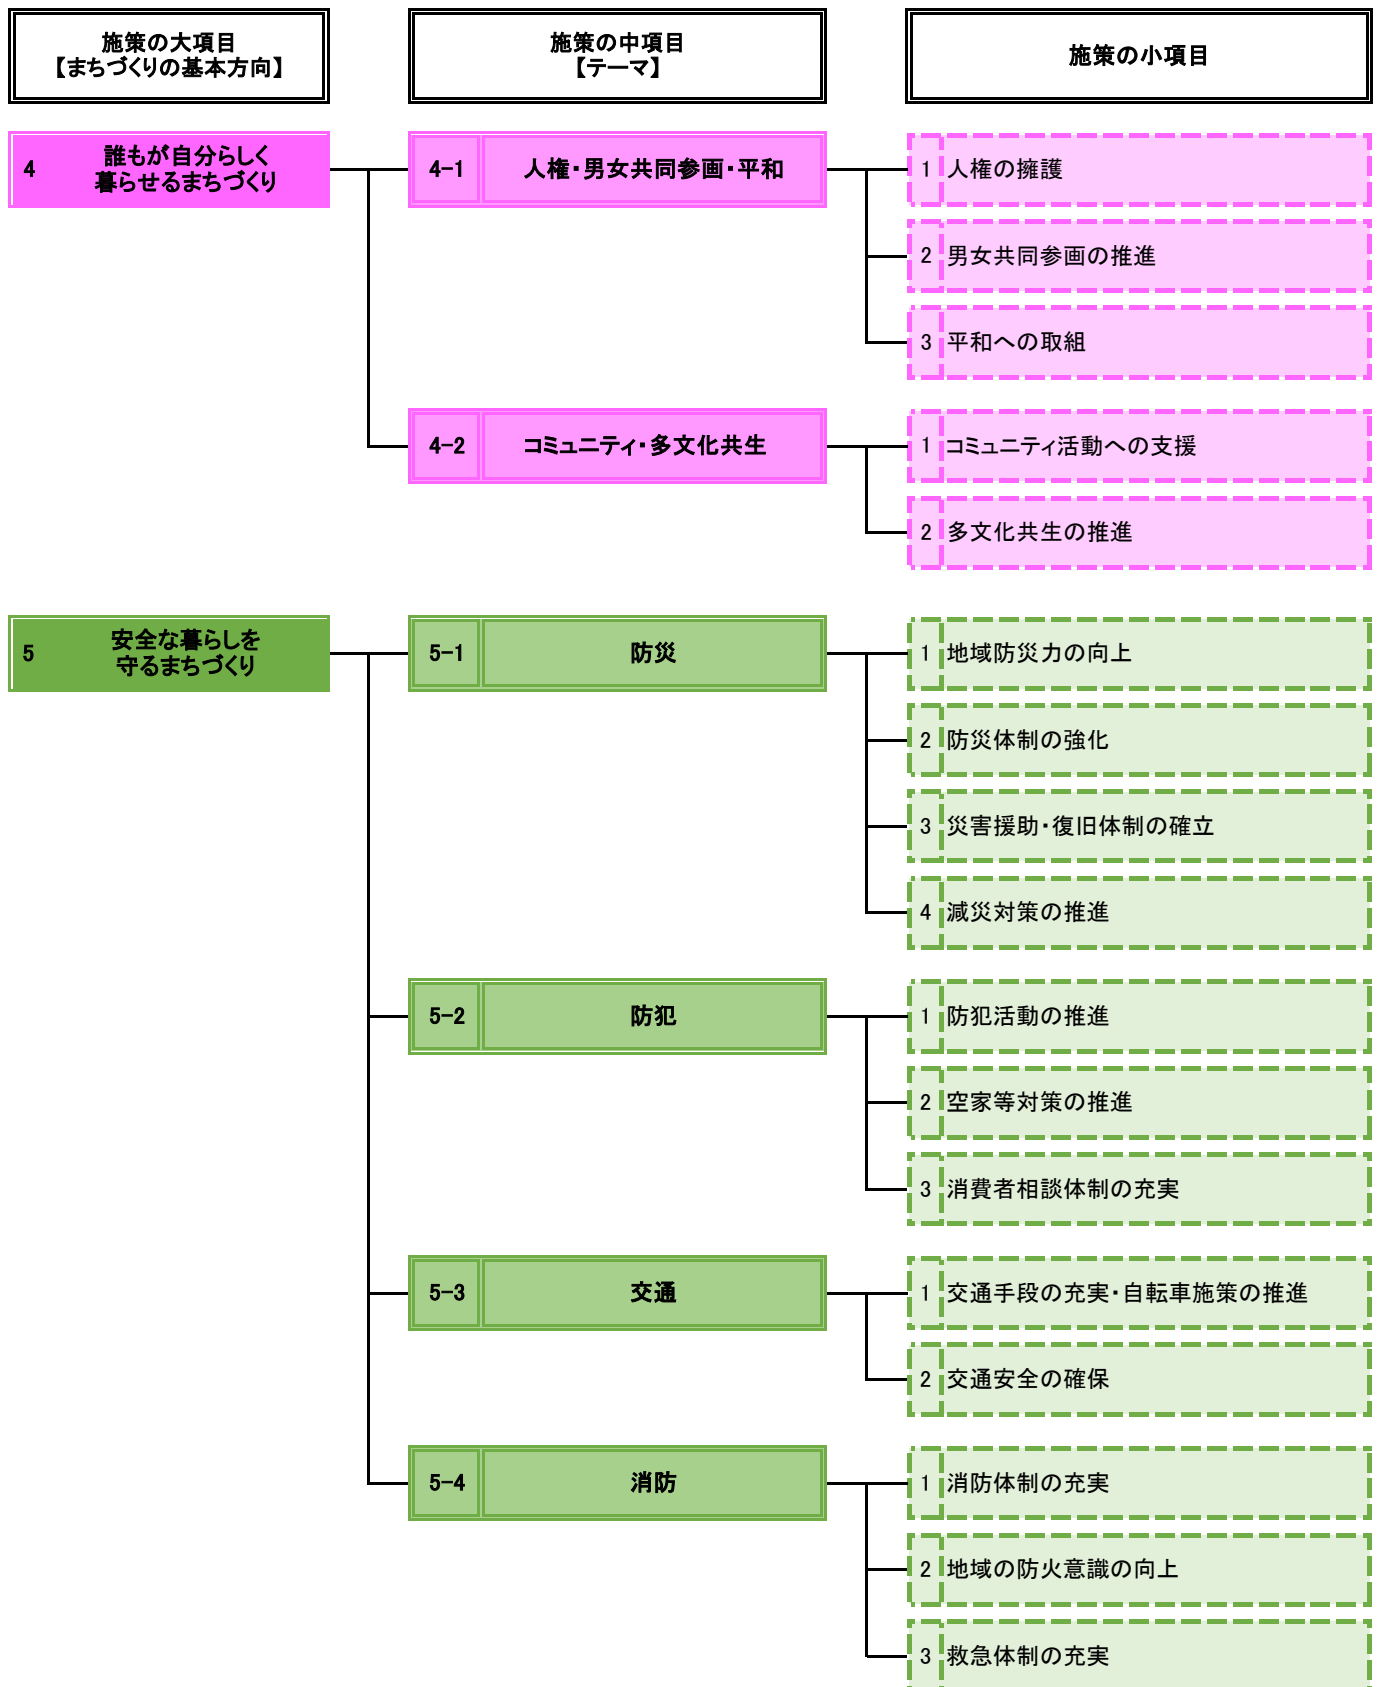 施策の大項目
【まちづくりの基本方向】
施策の中項目
【テーマ】
施策の小項目
4 誰もが自分らしく
暮らせるまちづくり
4-1 人権・男女共同参画・平和
1 人権の擁護
2 男女共同参画の推進
3 平和への取組
4-2 コミュニティ・多文化共生
1 コミュニティ活動への支援
2 多文化共生の推進
5 安全な暮らしを
守るまちづくり
5-1 防災
1 地域防災力の向上
2 防災体制の強化
3 災害援助・復旧体制の確立
4 減災対策の推進
5-2 防犯
1 防犯活動の推進
2 空家等対策の推進
3 消費者相談体制の充実
5-3 交通
1 交通手段の充実・自転車施策の推進
2 交通安全の確保
5-4 消防
1 消防体制の充実
2 地域の防火意識の向上
3 救急体制の充実